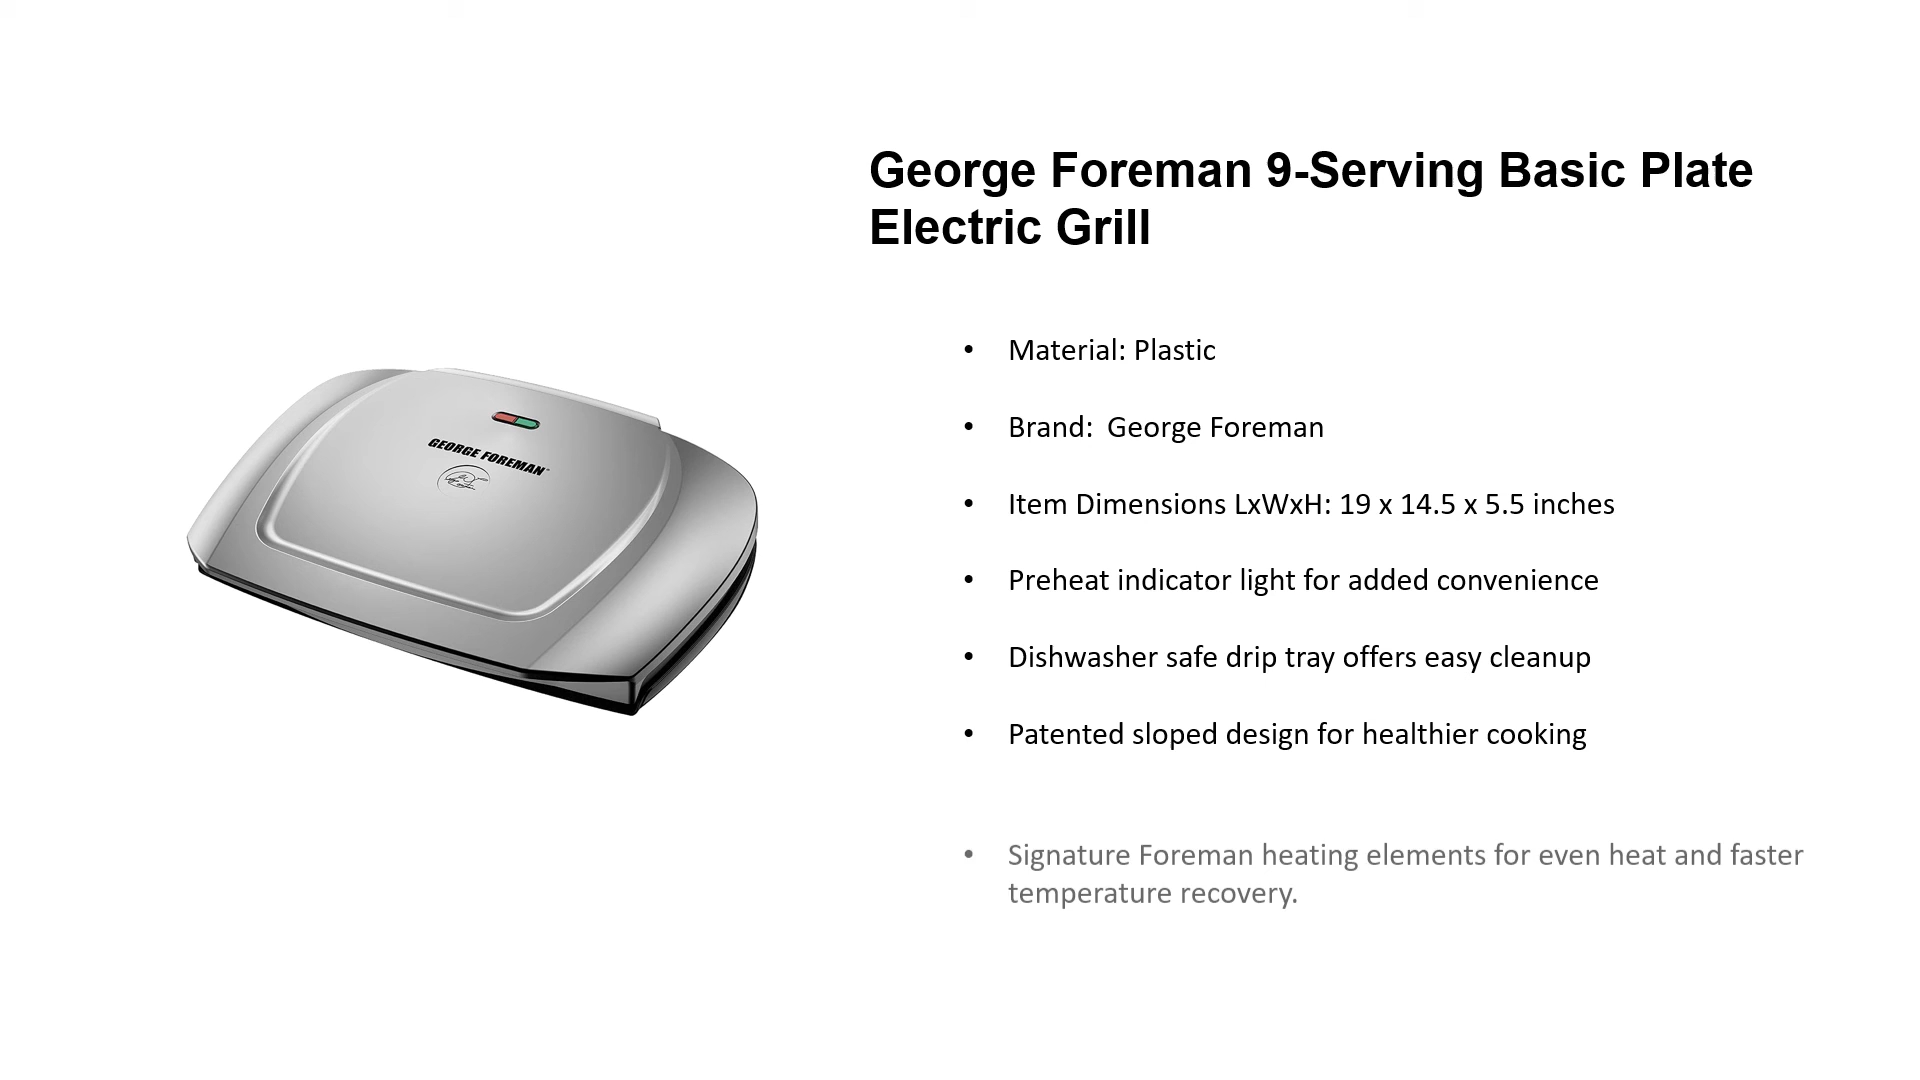 George Foreman 9-Serving Basic Plate
Electric Grill
GEORGE FOREMAN
• Material: Plastic
• Brand:  George Foreman
• Item Dimensions LxWxH: 19 x 14.5 x 5.5 inches
• Preheat indicator light for added convenience
• Dishwasher safe drip tray offers easy cleanup
• Patented sloped design for healthier cooking
• Signature Foreman heating elements for even heat and faster
temperature recovery.